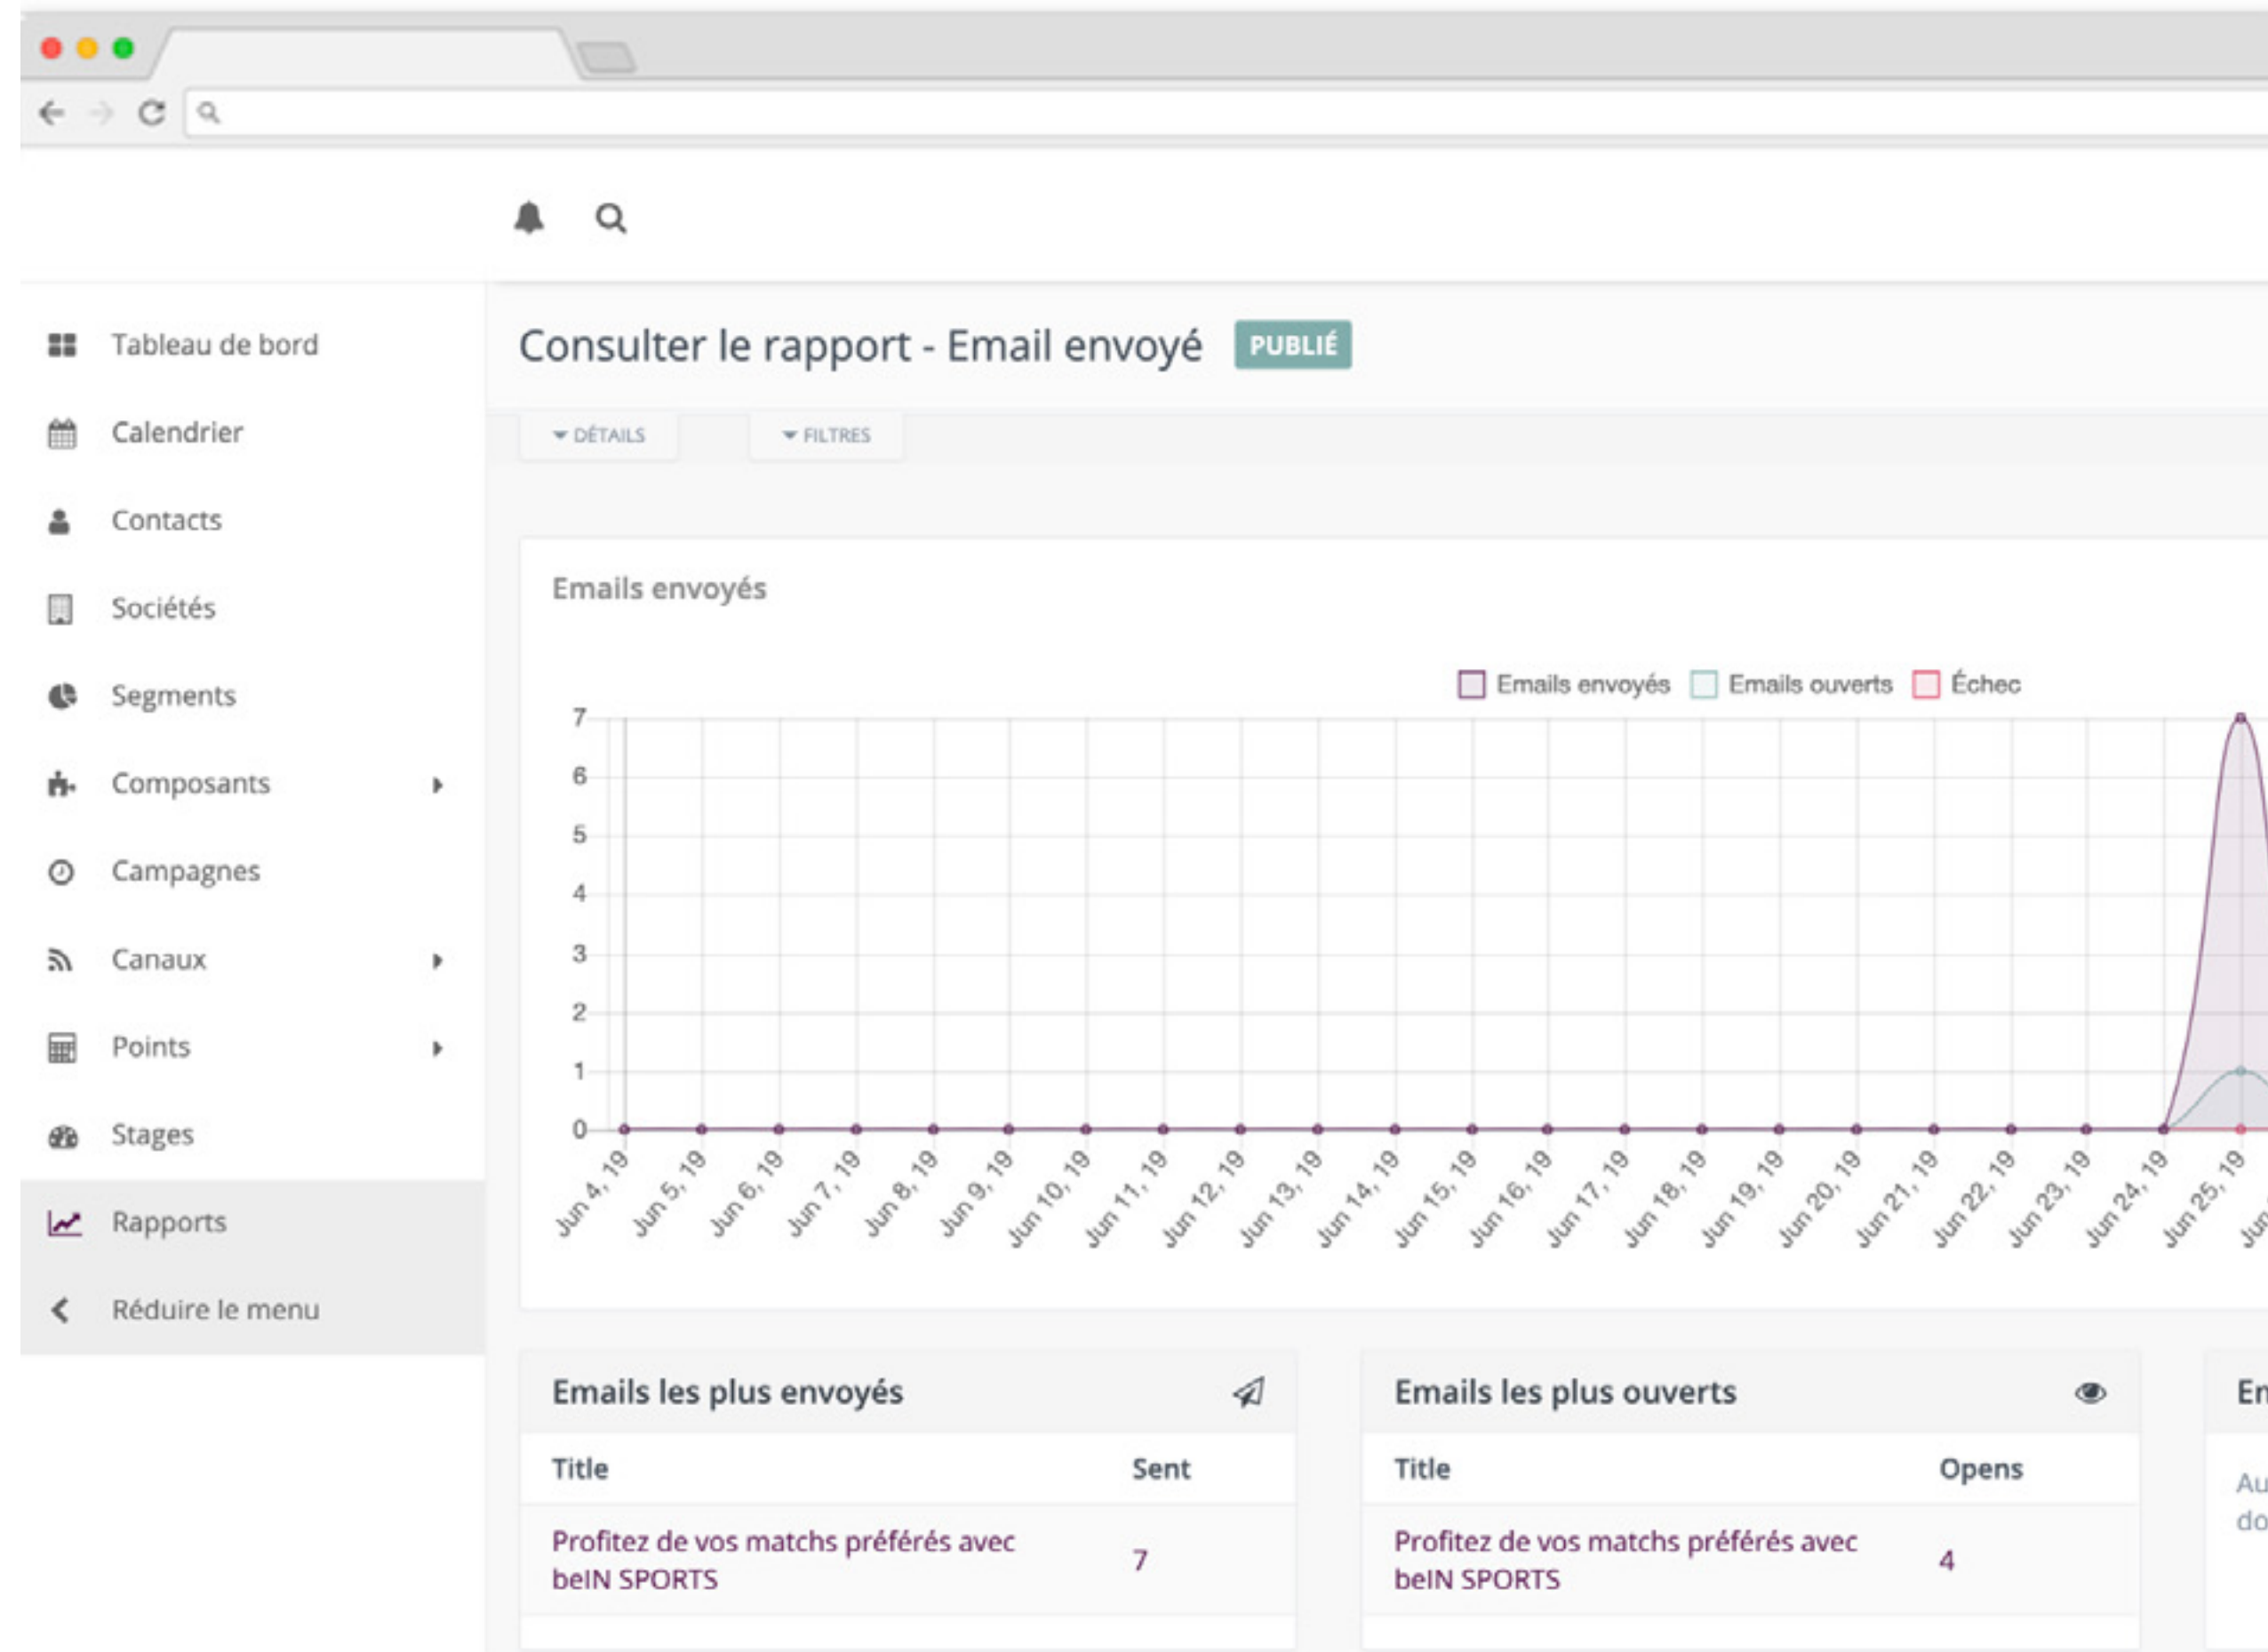 Tableau de bord
Calendrier
Contacts
Sociétés
Segments
Composants
Campagnes
Canaux
Points
Stages
Rapports
Réduire le menu
Consulter le rapport - Email envoyé PUBLIÉ
DÉTAILS FILTRES
Emails envoyés
Emails envoyés Emails ouverts Échec
7
6
5
4
3
2
1
0
Jun 4, 19 Jun 5, 19 Jun 6, 19 Jun 7, 19 Jun 8, 19 Jun 9, 19 Jun 10, 19 Jun 11, 19 Jun 12, 19 Jun 13, 19 Jun 14, 19 Jun 15, 19 Jun 16, 19 Jun 17, 19 Jun 18, 19 Jun 19, 19 Jun 20, 19 Jun 21, 19 Jun 22, 19 Jun 23, 19 Jun 24, 19 Jun 25, 19
Emails les plus envoyés
Title Sent
Profitez de vos matchs préférés avec 7
beIN SPORTS
Emails les plus ouverts
Title Opens
Profitez de vos matchs préférés avec 4
beIN SPORTS